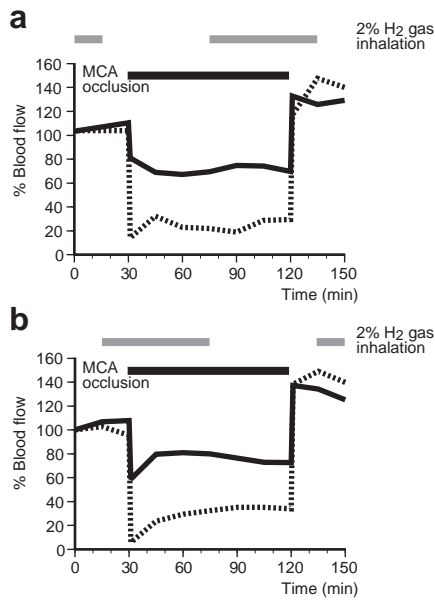 a
2% H2 gas
inhalation
MCA
occlusion
% Blood flow
160
140
120
100
80
60
40
20
0
0 30 60 90 120 150
Time (min)
b
2% H2 gas
inhalation
MCA
occlusion
% Blood flow
160
140
120
100
80
60
40
20
0
0 30 60 90 120 150
Time (min)